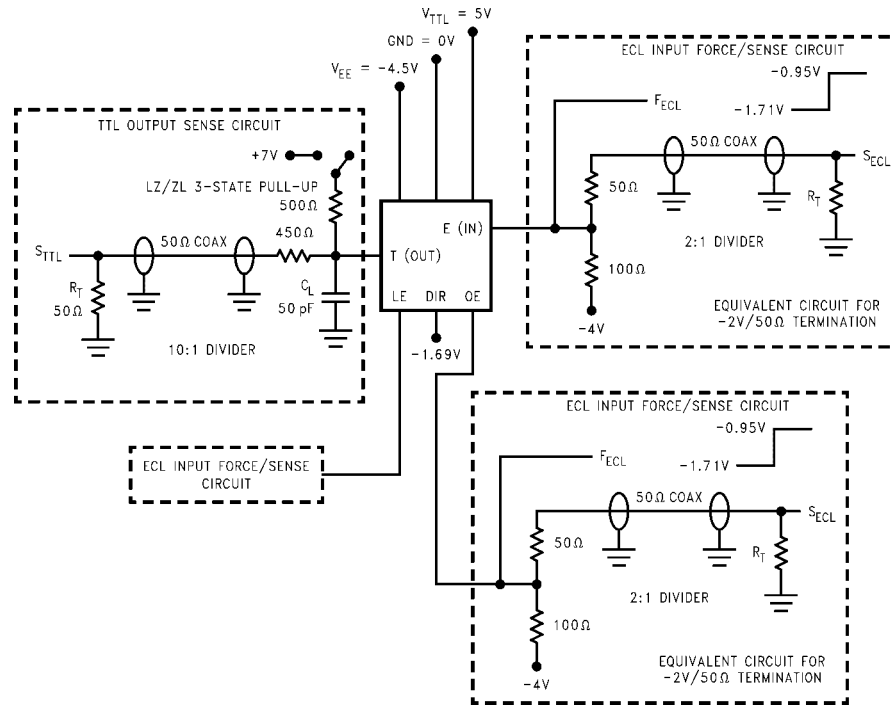 V_TTL = 5V
GND = 0V
V_EE = -4.5V
TTL OUTPUT SENSE CIRCUIT
+7V
LZ/ZL 3-STATE PULL-UP
500Ω
450Ω
S_TTL
50Ω COAX
R_T
50Ω
C_L
50 pF
10:1 DIVIDER
E (IN)
T (OUT)
LE DIR OE
-1.69V
ECL INPUT FORCE/SENSE CIRCUIT
-0.95V
F_ECL
-1.71V
50Ω COAX
S_ECL
50Ω
R_T
2:1 DIVIDER
100Ω
-4V
EQUIVALENT CIRCUIT FOR
-2V/50Ω TERMINATION
ECL INPUT FORCE/SENSE
CIRCUIT
ECL INPUT FORCE/SENSE CIRCUIT
-0.95V
F_ECL
-1.71V
50Ω COAX
S_ECL
50Ω
R_T
2:1 DIVIDER
100Ω
-4V
EQUIVALENT CIRCUIT FOR
-2V/50Ω TERMINATION